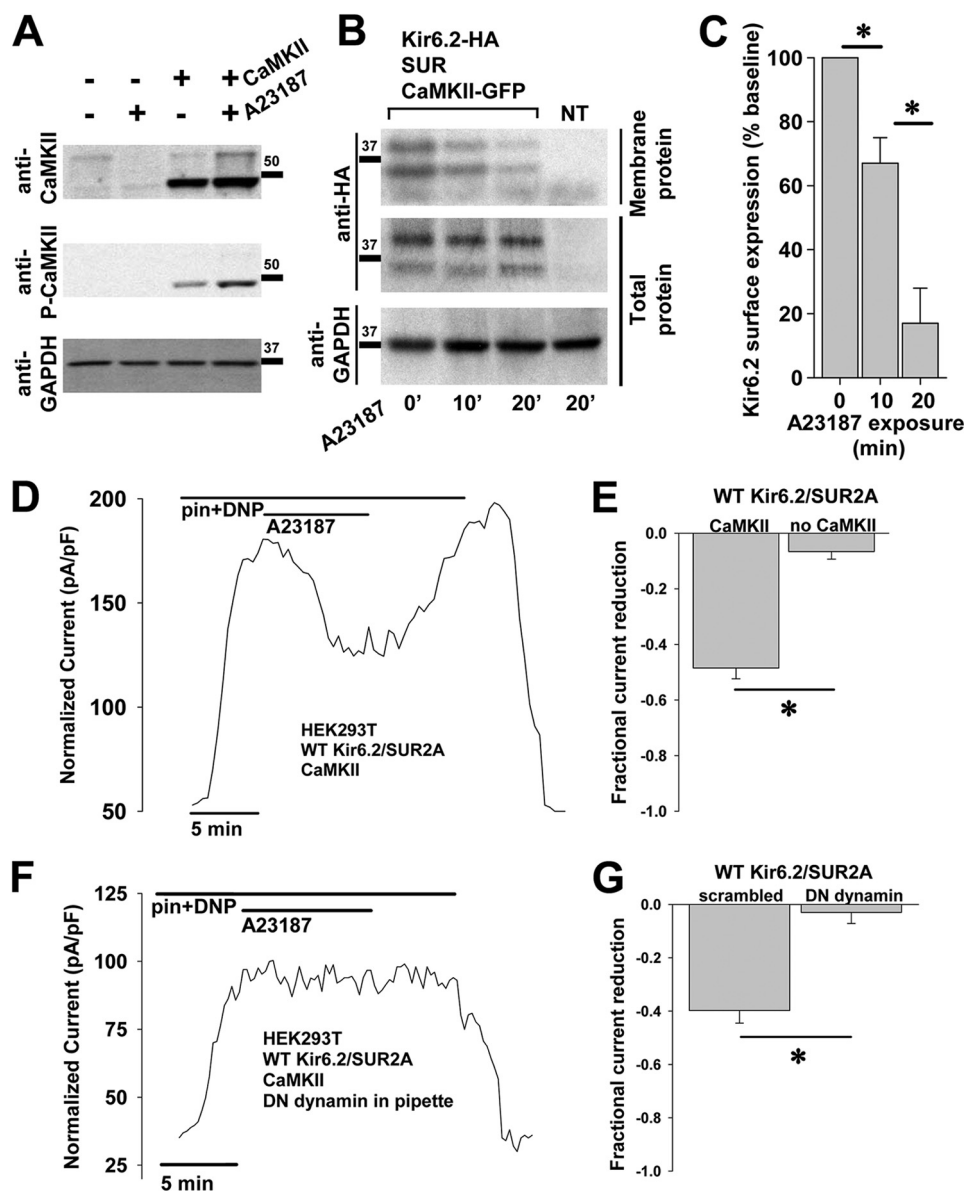 A
- - + + CaMKII
- + - + A23187
anti-
CaMKII
50
anti-
P-CaMKII
50
anti-
GAPDH
37
B
Kir6.2-HA
SUR
CaMKII-GFP
NT
anti-HA
37
Membrane
protein
37
Total
protein
anti-
GAPDH
37
A23187
0' 10' 20' 20'
C
Kir6.2 surface expression (% baseline)
100
80
60
40
20
0
*
*
0 10 20
A23187 exposure
(min)
D
Normalized Current (pA/pF)
200
150
100
50
pin+DNP
A23187
HEK293T
WT Kir6.2/SUR2A
CaMKII
5 min
E
WT Kir6.2/SUR2A
CaMKII no CaMKII
Fractional current reduction
0.0
-0.2
-0.4
-0.6
-0.8
-1.0
*
F
Normalized Current (pA/pF)
125
100
75
50
25
pin+DNP
A23187
HEK293T
WT Kir6.2/SUR2A
CaMKII
DN dynamin in pipette
5 min
G
WT Kir6.2/SUR2A
scrambled DN dynamin
Fractional current reduction
0.0
-0.2
-0.4
-0.6
-0.8
-1.0
*